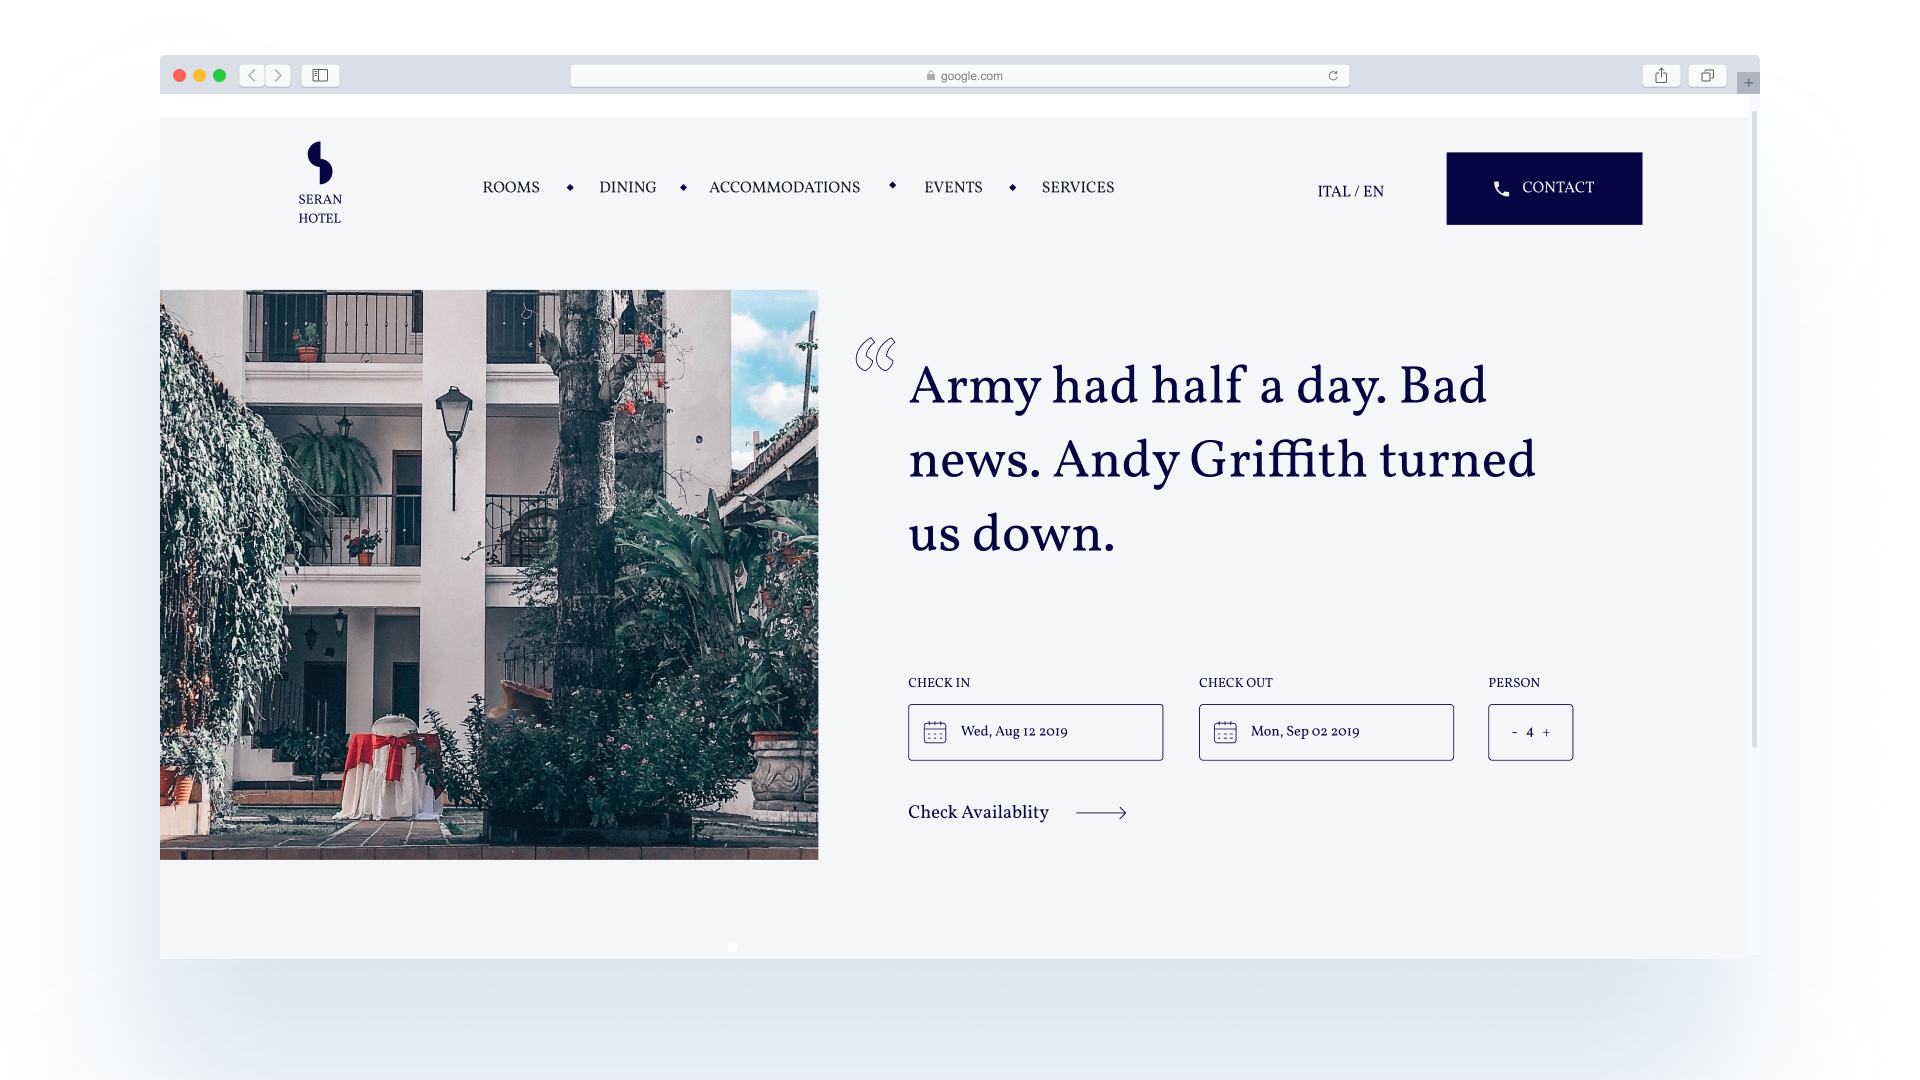 google.com
SERAN
HOTEL
ROOMS ◆ DINING ◆ ACCOMMODATIONS ◆ EVENTS ◆ SERVICES
ITAL / EN
CONTACT
“ Army had half a day. Bad
news. Andy Griffith turned
us down.
CHECK IN
CHECK OUT
PERSON
Wed, Aug 12 2019
Mon, Sep 02 2019
- 4 +
Check Availablity